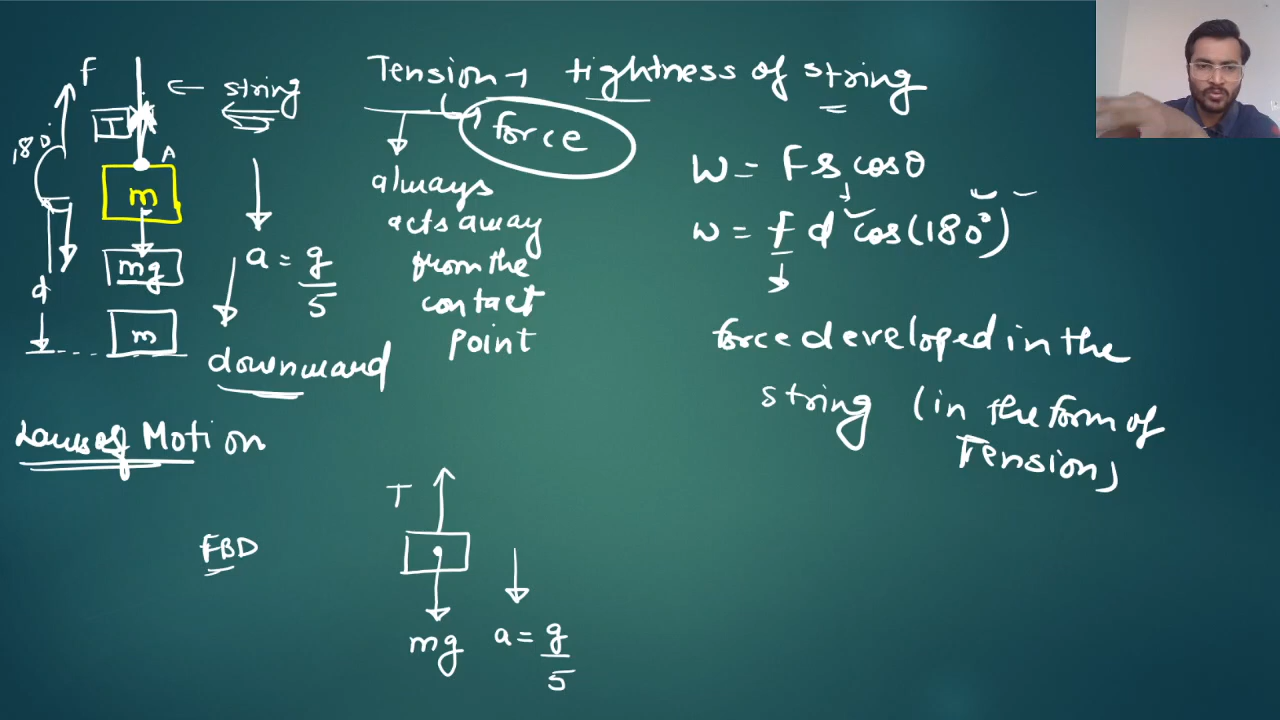 F
← string
T
180°
A
m
mg
d
m
a = g/5
downward
Tension → tightness of string
force
always
acts away
from the
contact
point
W = F s cosθ
w = f d cos(180°)
force developed in the
string (in the form of
Tension)
Laws of Motion
FBD
T
mg
a = g/5